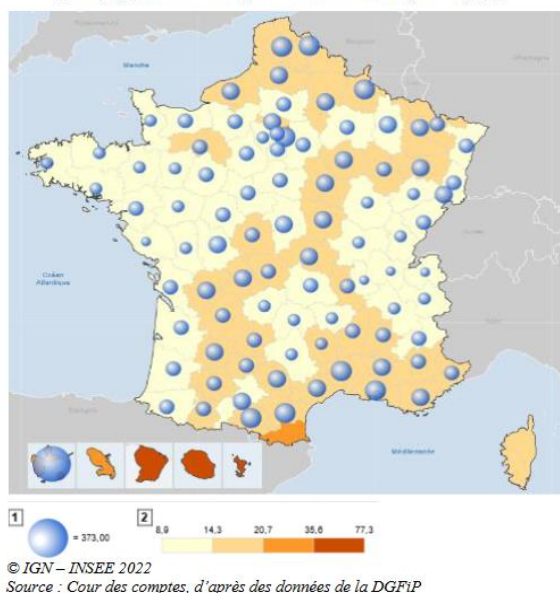 Manche
Océan
Atlantique
Méditerranée
1
= 373,00
2
8,9 14,3 20,7 35,6 77,3
© IGN – INSEE 2022
Source : Cour des comptes, d'après des données de la DGFiP